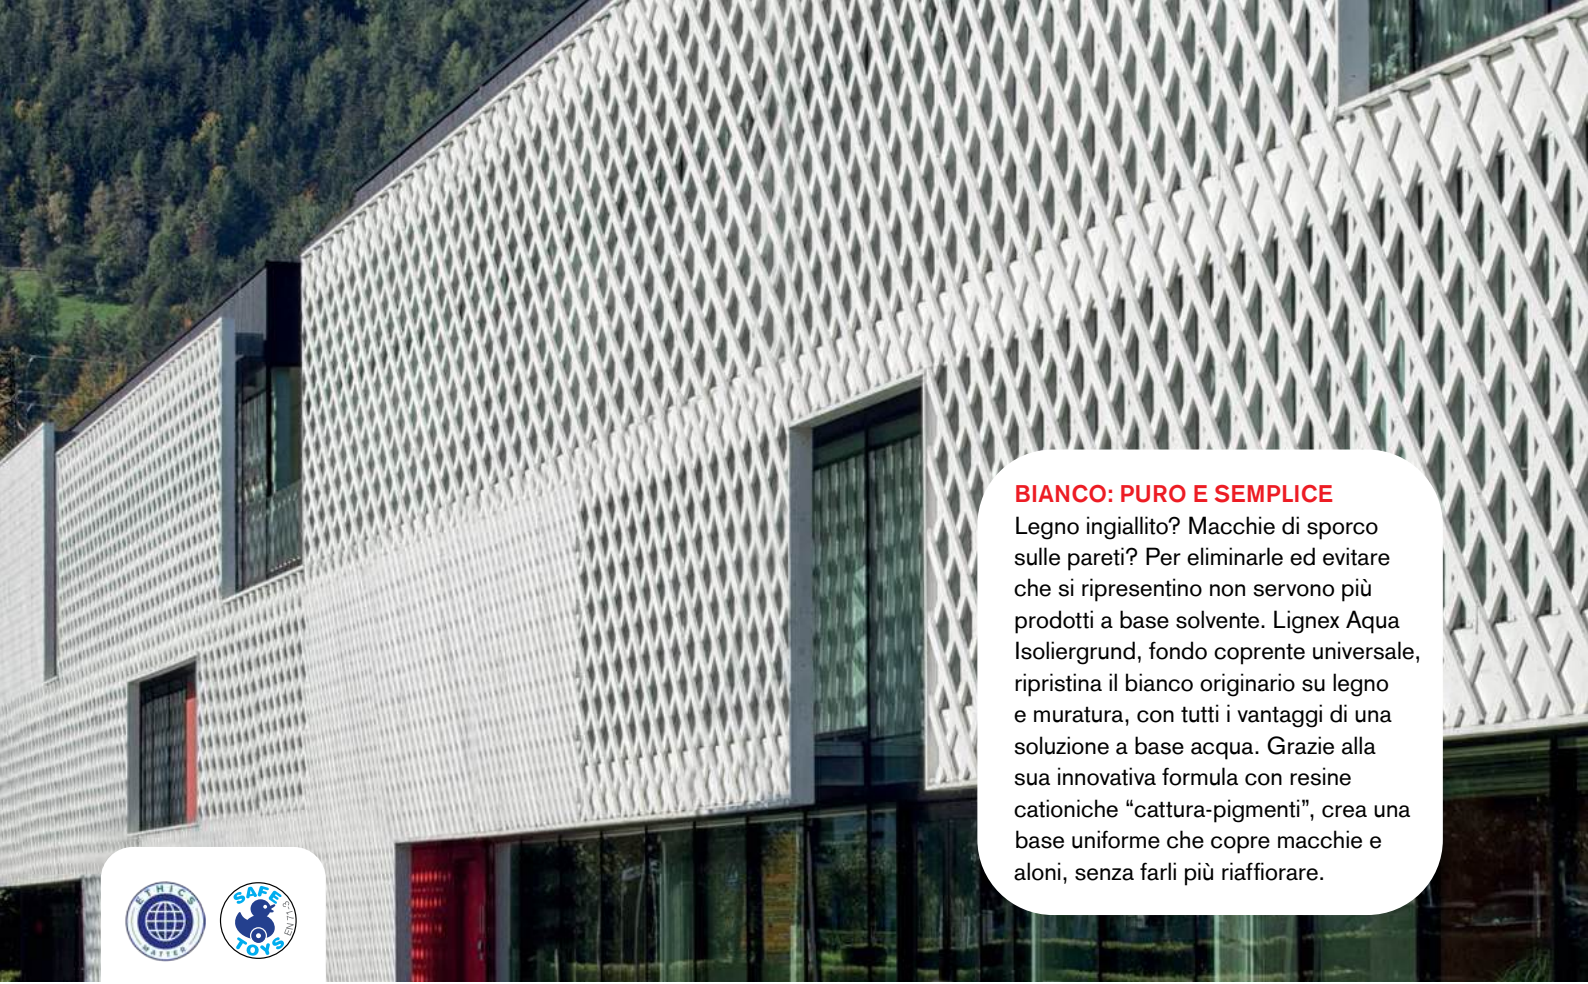 BIANCO: PURO E SEMPLICE
Legno ingiallito? Macchie di sporco
sulle pareti? Per eliminarle ed evitare
che si ripresentino non servono più
prodotti a base solvente. Lignex Aqua
Isoliergrund, fondo coprente universale,
ripristina il bianco originario su legno
e muratura, con tutti i vantaggi di una
soluzione a base acqua. Grazie alla
sua innovativa formula con resine
cationiche “cattura-pigmenti”, crea una
base uniforme che copre macchie e
aloni, senza farli più riaffiorare.
ETHICS
MATTER
SAFE
TOYS
EN 71-3